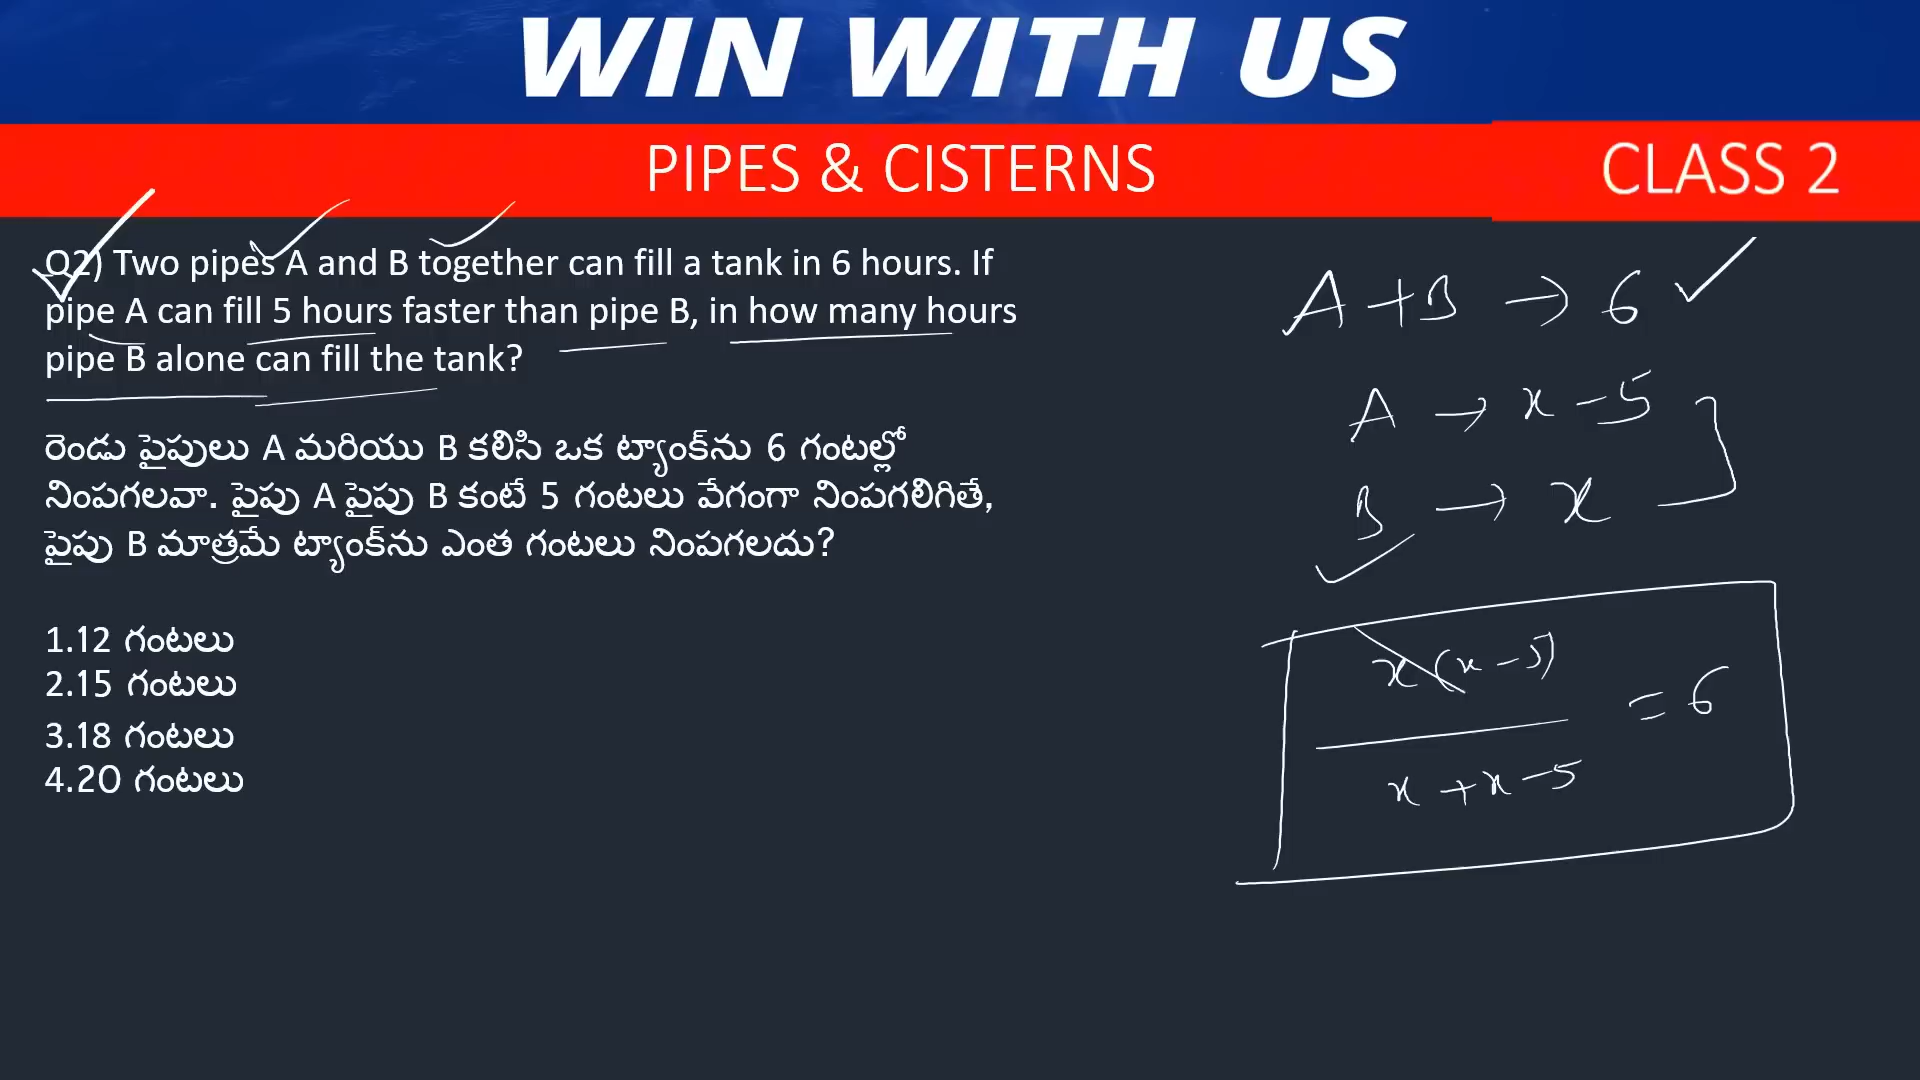 WIN WITH US
PIPES & CISTERNS
CLASS 2
Q2) Two pipes A and B together can fill a tank in 6 hours. If
pipe A can fill 5 hours faster than pipe B, in how many hours
pipe B alone can fill the tank?
రెండు పైపులు A మరియు B కలిసి ఒక ట్యాంక్‌ను 6 గంటల్లో
నింపగలవా. పైపు A పైపు B కంటే 5 గంటలు వేగంగా నింపగలిగితే,
పైపు B మాత్రమే ట్యాంక్‌ను ఎంత గంటలు నింపగలదు?
1.12 గంటలు
2.15 గంటలు
3.18 గంటలు
4.20 గంటలు
A + B → 6
A → x - 5
B → x
x (x - 5)
= 6
x + x - 5